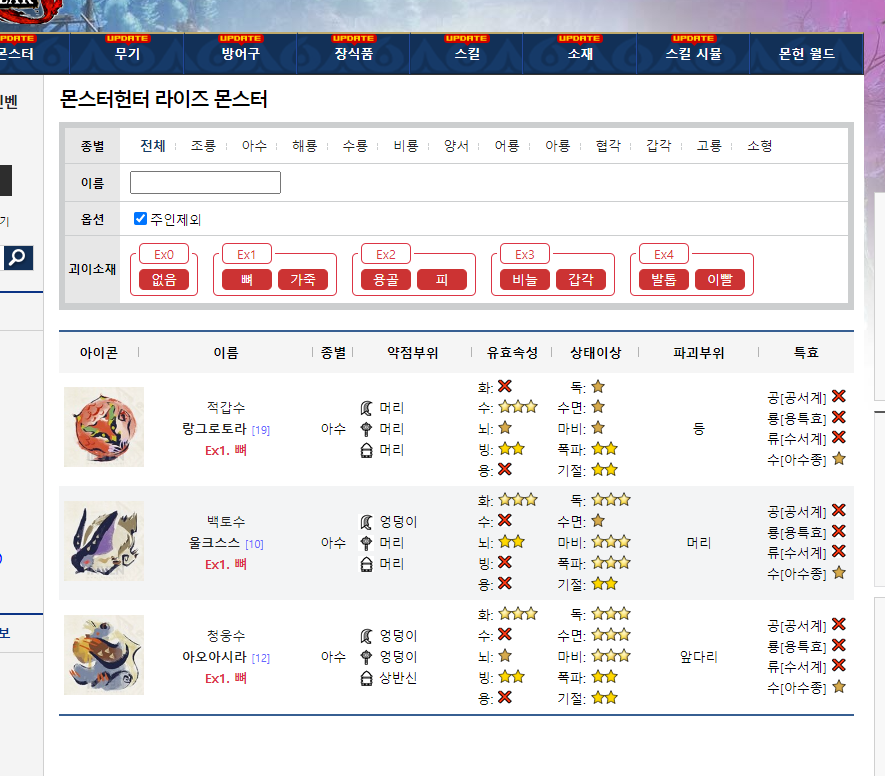 UPDATE UPDATE UPDATE UPDATE UPDATE UPDATE UPDATE
몬스터 무기 방어구 장식품 스킬 소재 스킬 시뮬 몬헌 월드
인벤
몬스터헌터 라이즈 몬스터
종별 전체 조룡 아수 해룡 수룡 비룡 양서 어룡 아룡 협각 갑각 고룡 소형
이름
기
옵션 주인제외
괴이소재
Ex0 Ex1 Ex2 Ex3 Ex4
없음 뼈 가죽 용골 피 비늘 갑각 발톱 이빨
아이콘 이름 종별 약점부위 유효속성 상태이상 파괴부위 특효
적갑수
랑그로토라 [19]
Ex1. 뼈
아수
머리
머리
머리
화:
수:
뇌:
빙:
용:
독:
수면:
마비:
폭파:
기절:
등
공[공서계]
룡[용특효]
류[수서계]
수[아수종]
백토수
울크스스 [10]
Ex1. 뼈
아수
엉덩이
머리
머리
화:
수:
뇌:
빙:
용:
독:
수면:
마비:
폭파:
기절:
머리
공[공서계]
룡[용특효]
류[수서계]
수[아수종]
청웅수
아오아시라 [12]
Ex1. 뼈
아수
엉덩이
엉덩이
상반신
화:
수:
뇌:
빙:
용:
독:
수면:
마비:
폭파:
기절:
앞다리
공[공서계]
룡[용특효]
류[수서계]
수[아수종]
보